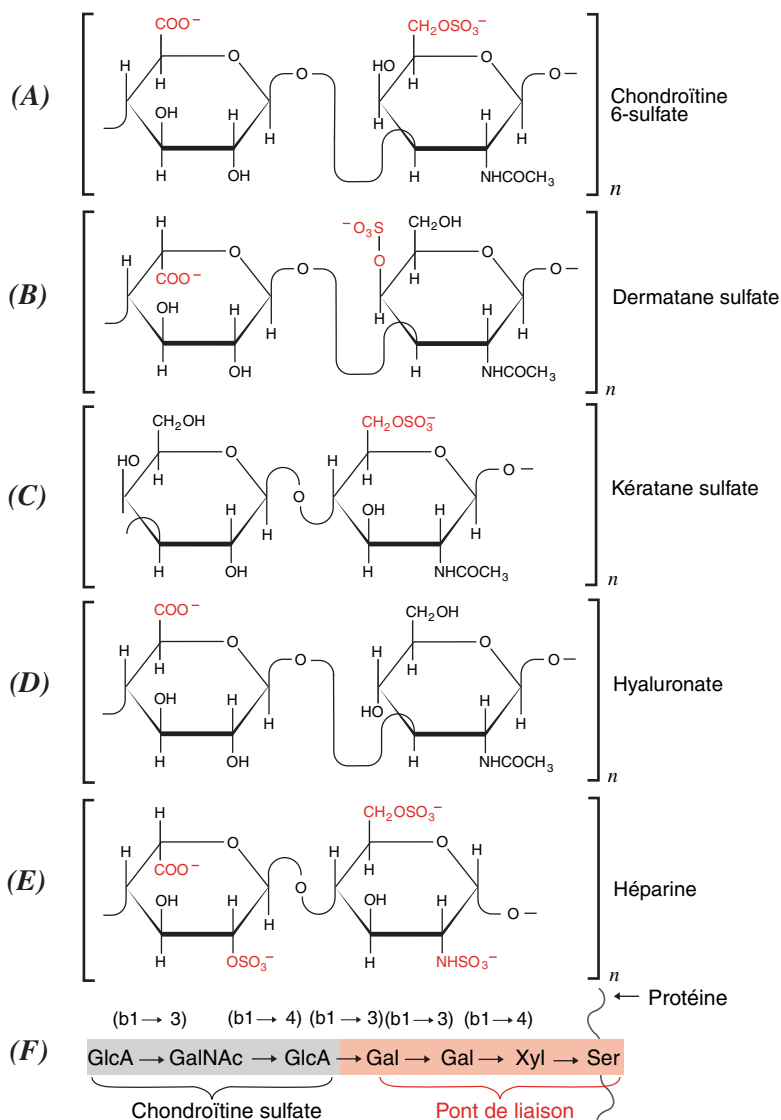 (A)
COO⁻
CH₂OSO₃⁻
H
H
O
O
HO
H
O
O
OH
H
H
H
H
H
H
H
OH
H
NHCOCH₃
Chondroïtine
6-sulfate
n
(B)
H
⁻O₃S
CH₂OH
H
COO⁻
O
O
O
H
O
O
OH
H
H
H
H
H
H
H
OH
H
NHCOCH₃
Dermatane sulfate
n
(C)
CH₂OH
CH₂OSO₃⁻
HO
H
O
H
H
O
O
O
H
H
OH
H
H
H
OH
H
NHCOCH₃
Kératane sulfate
n
(D)
COO⁻
CH₂OH
H
H
O
O
H
H
O
O
OH
H
H
HO
H
H
H
OH
H
NHCOCH₃
Hyaluronate
n
(E)
H
CH₂OSO₃⁻
H
COO⁻
O
O
H
H
O
H
O
OH
H
H
OH
H
H
OSO₃⁻
H
NHSO₃⁻
Héparine
n
Protéine
(b1→ 3) (b1→ 4) (b1→ 3) (b1→ 3) (b1→ 4)
(F) GlcA → GalNAc → GlcA → Gal → Gal → Xyl → Ser
Chondroïtine sulfate Pont de liaison